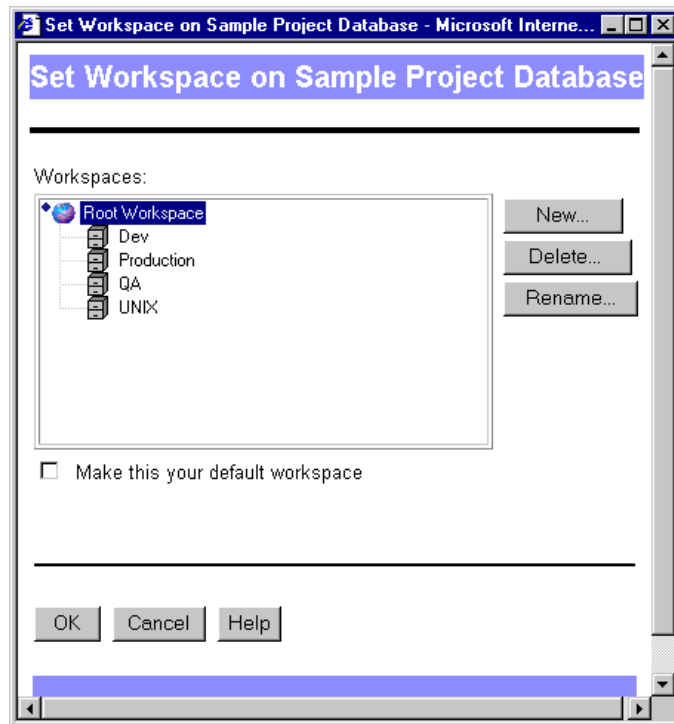 Set Workspace on Sample Project Database - Microsoft Interne...
Set Workspace on Sample Project Database
Workspaces:
Root Workspace
Dev
Production
QA
UNIX
New...
Delete...
Rename...
Make this your default workspace
OK Cancel Help